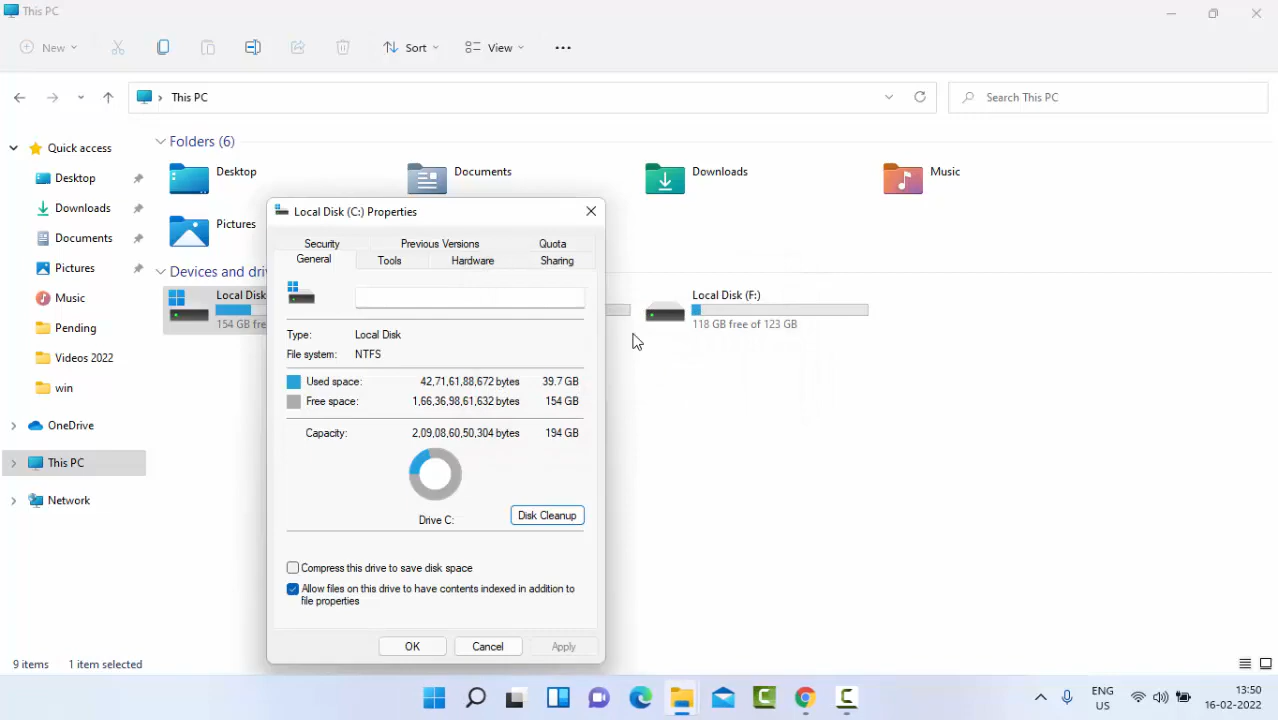 This PC
New
Sort
View
This PC
Search This PC
Quick access
Desktop
Downloads
Documents
Pictures
Music
Pending
Videos 2022
win
OneDrive
This PC
Network
Folders (6)
Desktop
Documents
Downloads
Music
Pictures
Devices and driv
Local Disk
154 GB fre
Local Disk (F:)
118 GB free of 123 GB
Local Disk (C:) Properties
Security
Previous Versions
Quota
General
Tools
Hardware
Sharing
Type: Local Disk
File system: NTFS
Used space: 42,71,61,88,672 bytes 39.7 GB
Free space: 1,66,36,98,61,632 bytes 154 GB
Capacity: 2,09,08,60,50,304 bytes 194 GB
Drive C:
Disk Cleanup
Compress this drive to save disk space
Allow files on this drive to have contents indexed in addition to
file properties
OK
Cancel
Apply
9 items
1 item selected
ENG
US
13:50
16-02-2022